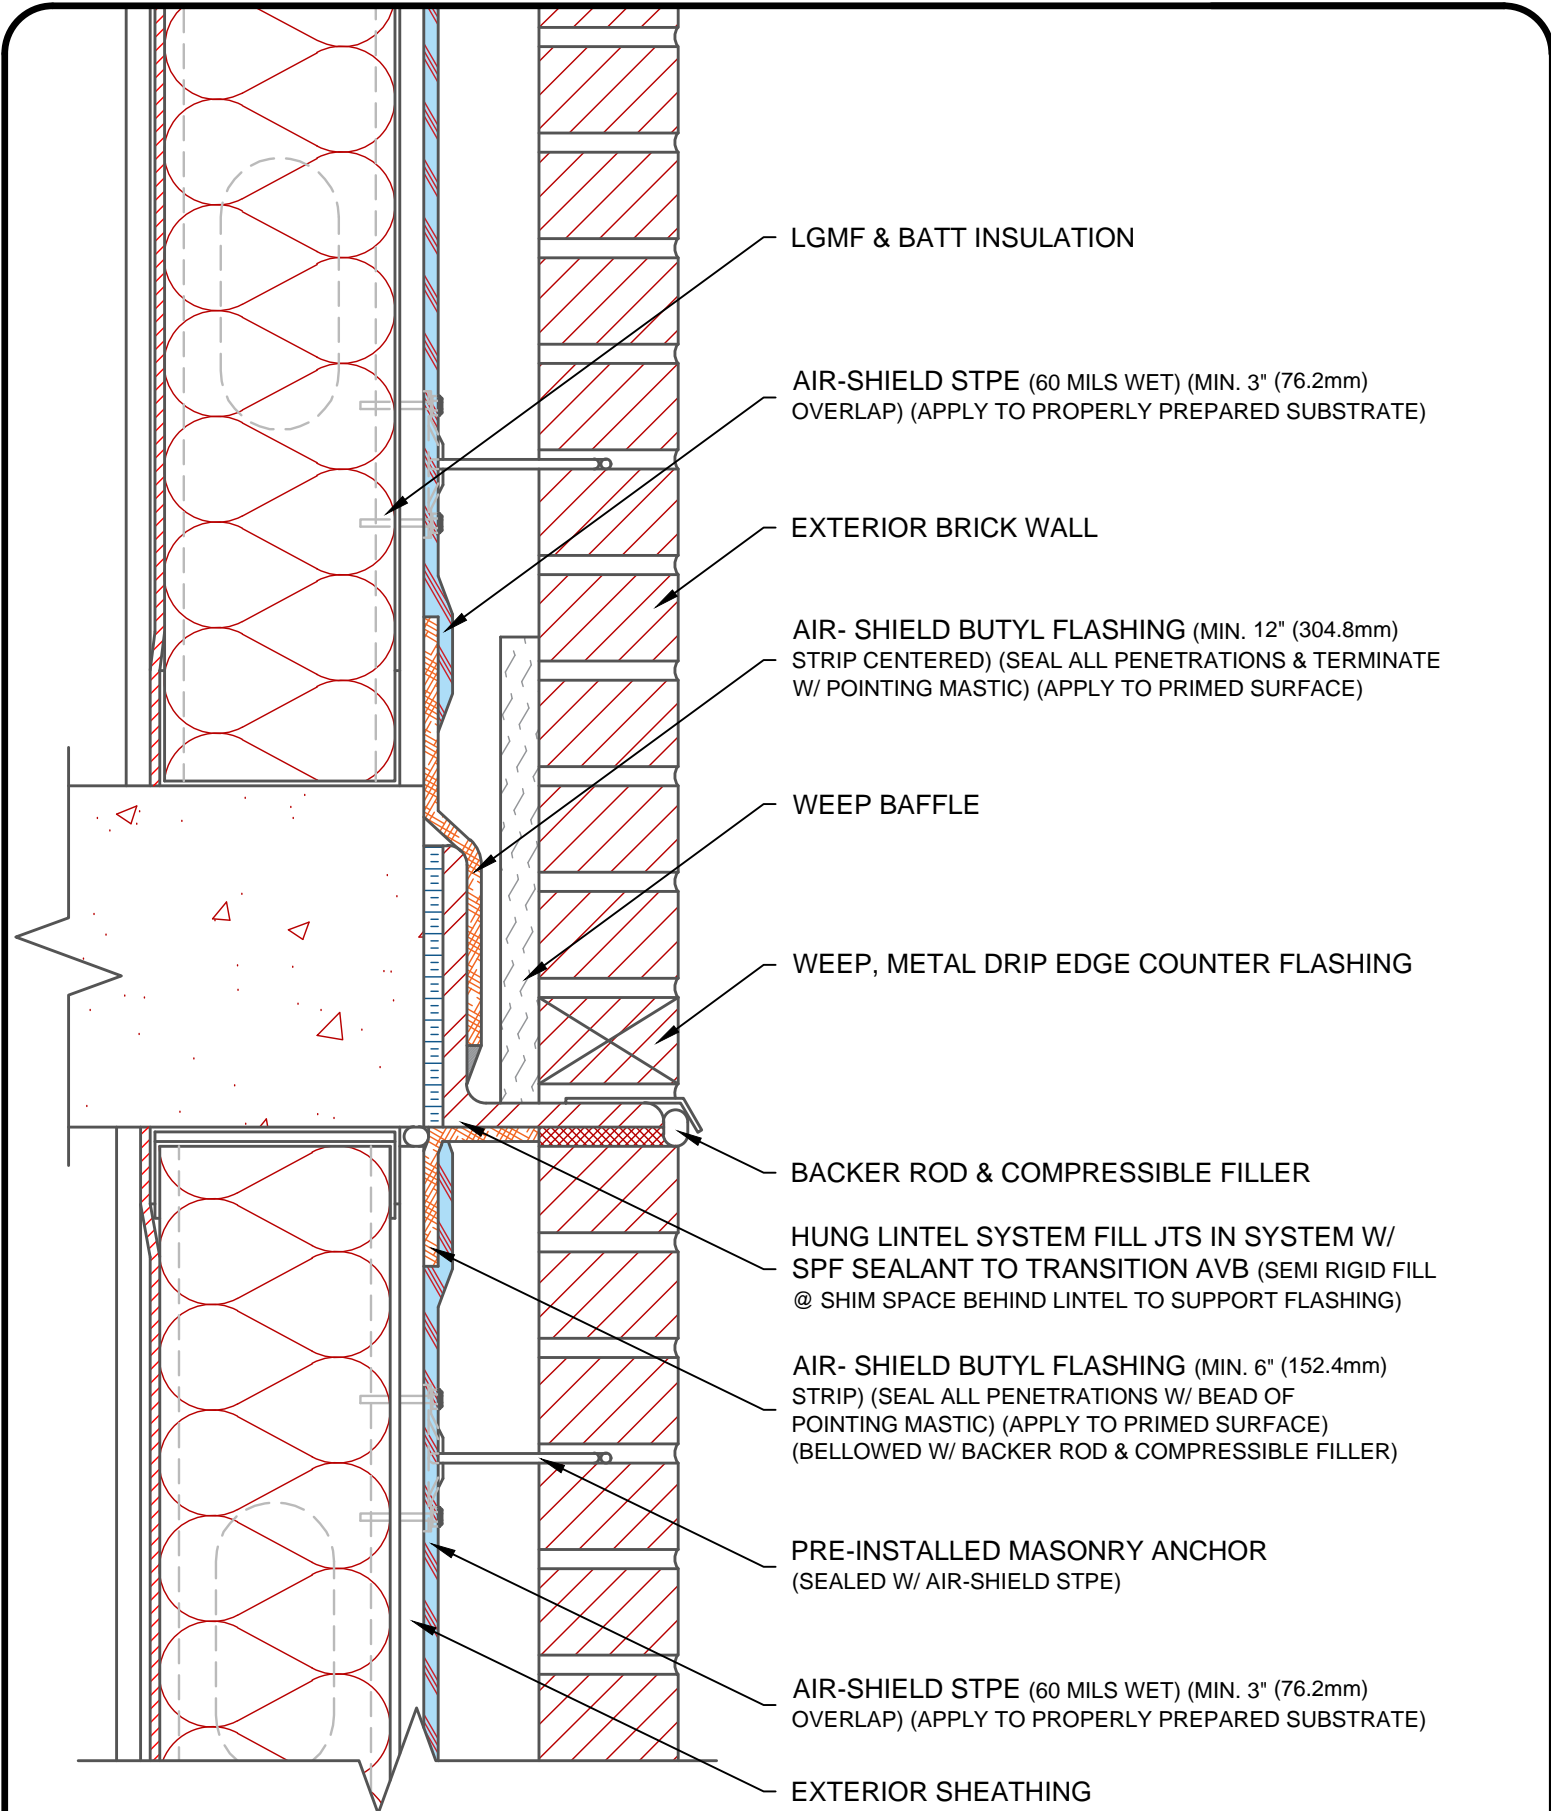 LGMF & BATT INSULATION
AIR-SHIELD STPE (60 MILS WET) (MIN. 3" (76.2mm)
OVERLAP) (APPLY TO PROPERLY PREPARED SUBSTRATE)
EXTERIOR BRICK WALL
AIR- SHIELD BUTYL FLASHING (MIN. 12" (304.8mm)
STRIP CENTERED) (SEAL ALL PENETRATIONS & TERMINATE
W/ POINTING MASTIC) (APPLY TO PRIMED SURFACE)
WEEP BAFFLE
WEEP, METAL DRIP EDGE COUNTER FLASHING
BACKER ROD & COMPRESSIBLE FILLER
HUNG LINTEL SYSTEM FILL JTS IN SYSTEM W/
SPF SEALANT TO TRANSITION AVB (SEMI RIGID FILL
@ SHIM SPACE BEHIND LINTEL TO SUPPORT FLASHING)
AIR- SHIELD BUTYL FLASHING (MIN. 6" (152.4mm)
STRIP) (SEAL ALL PENETRATIONS W/ BEAD OF
POINTING MASTIC) (APPLY TO PRIMED SURFACE)
(BELLOWED W/ BACKER ROD & COMPRESSIBLE FILLER)
PRE-INSTALLED MASONRY ANCHOR
(SEALED W/ AIR-SHIELD STPE)
AIR-SHIELD STPE (60 MILS WET) (MIN. 3" (76.2mm)
OVERLAP) (APPLY TO PROPERLY PREPARED SUBSTRATE)
EXTERIOR SHEATHING